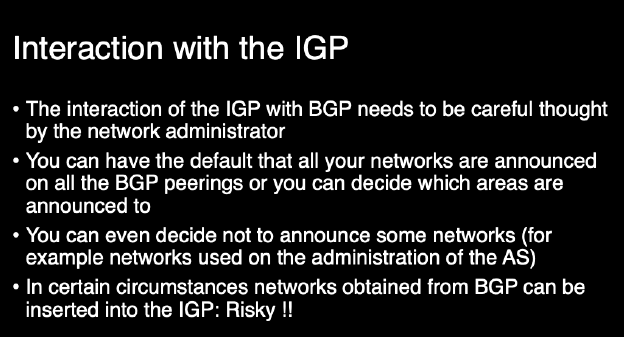 Interaction with the IGP
• The interaction of the IGP with BGP needs to be careful thought
by the network administrator
• You can have the default that all your networks are announced
on all the BGP peerings or you can decide which areas are
announced to
• You can even decide not to announce some networks (for
example networks used on the administration of the AS)
• In certain circumstances networks obtained from BGP can be
inserted into the IGP: Risky !!